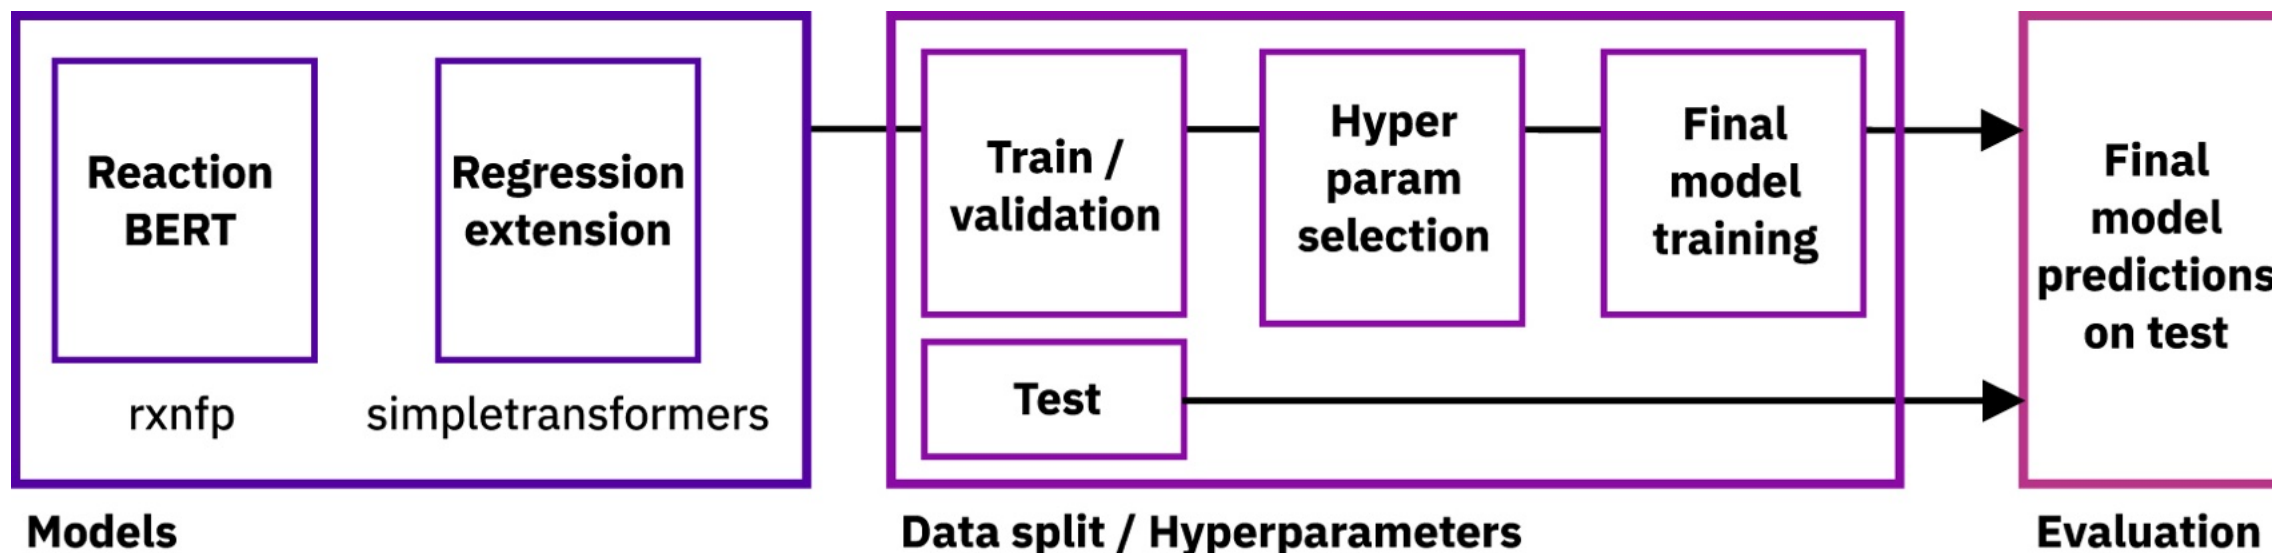 Reaction
BERT
rxnfp
Regression
extension
simpletransformers
Models
Train /
validation
Hyper
param
selection
Final
model
training
Test
Data split / Hyperparameters
Final
model
predictions
on test
Evaluation